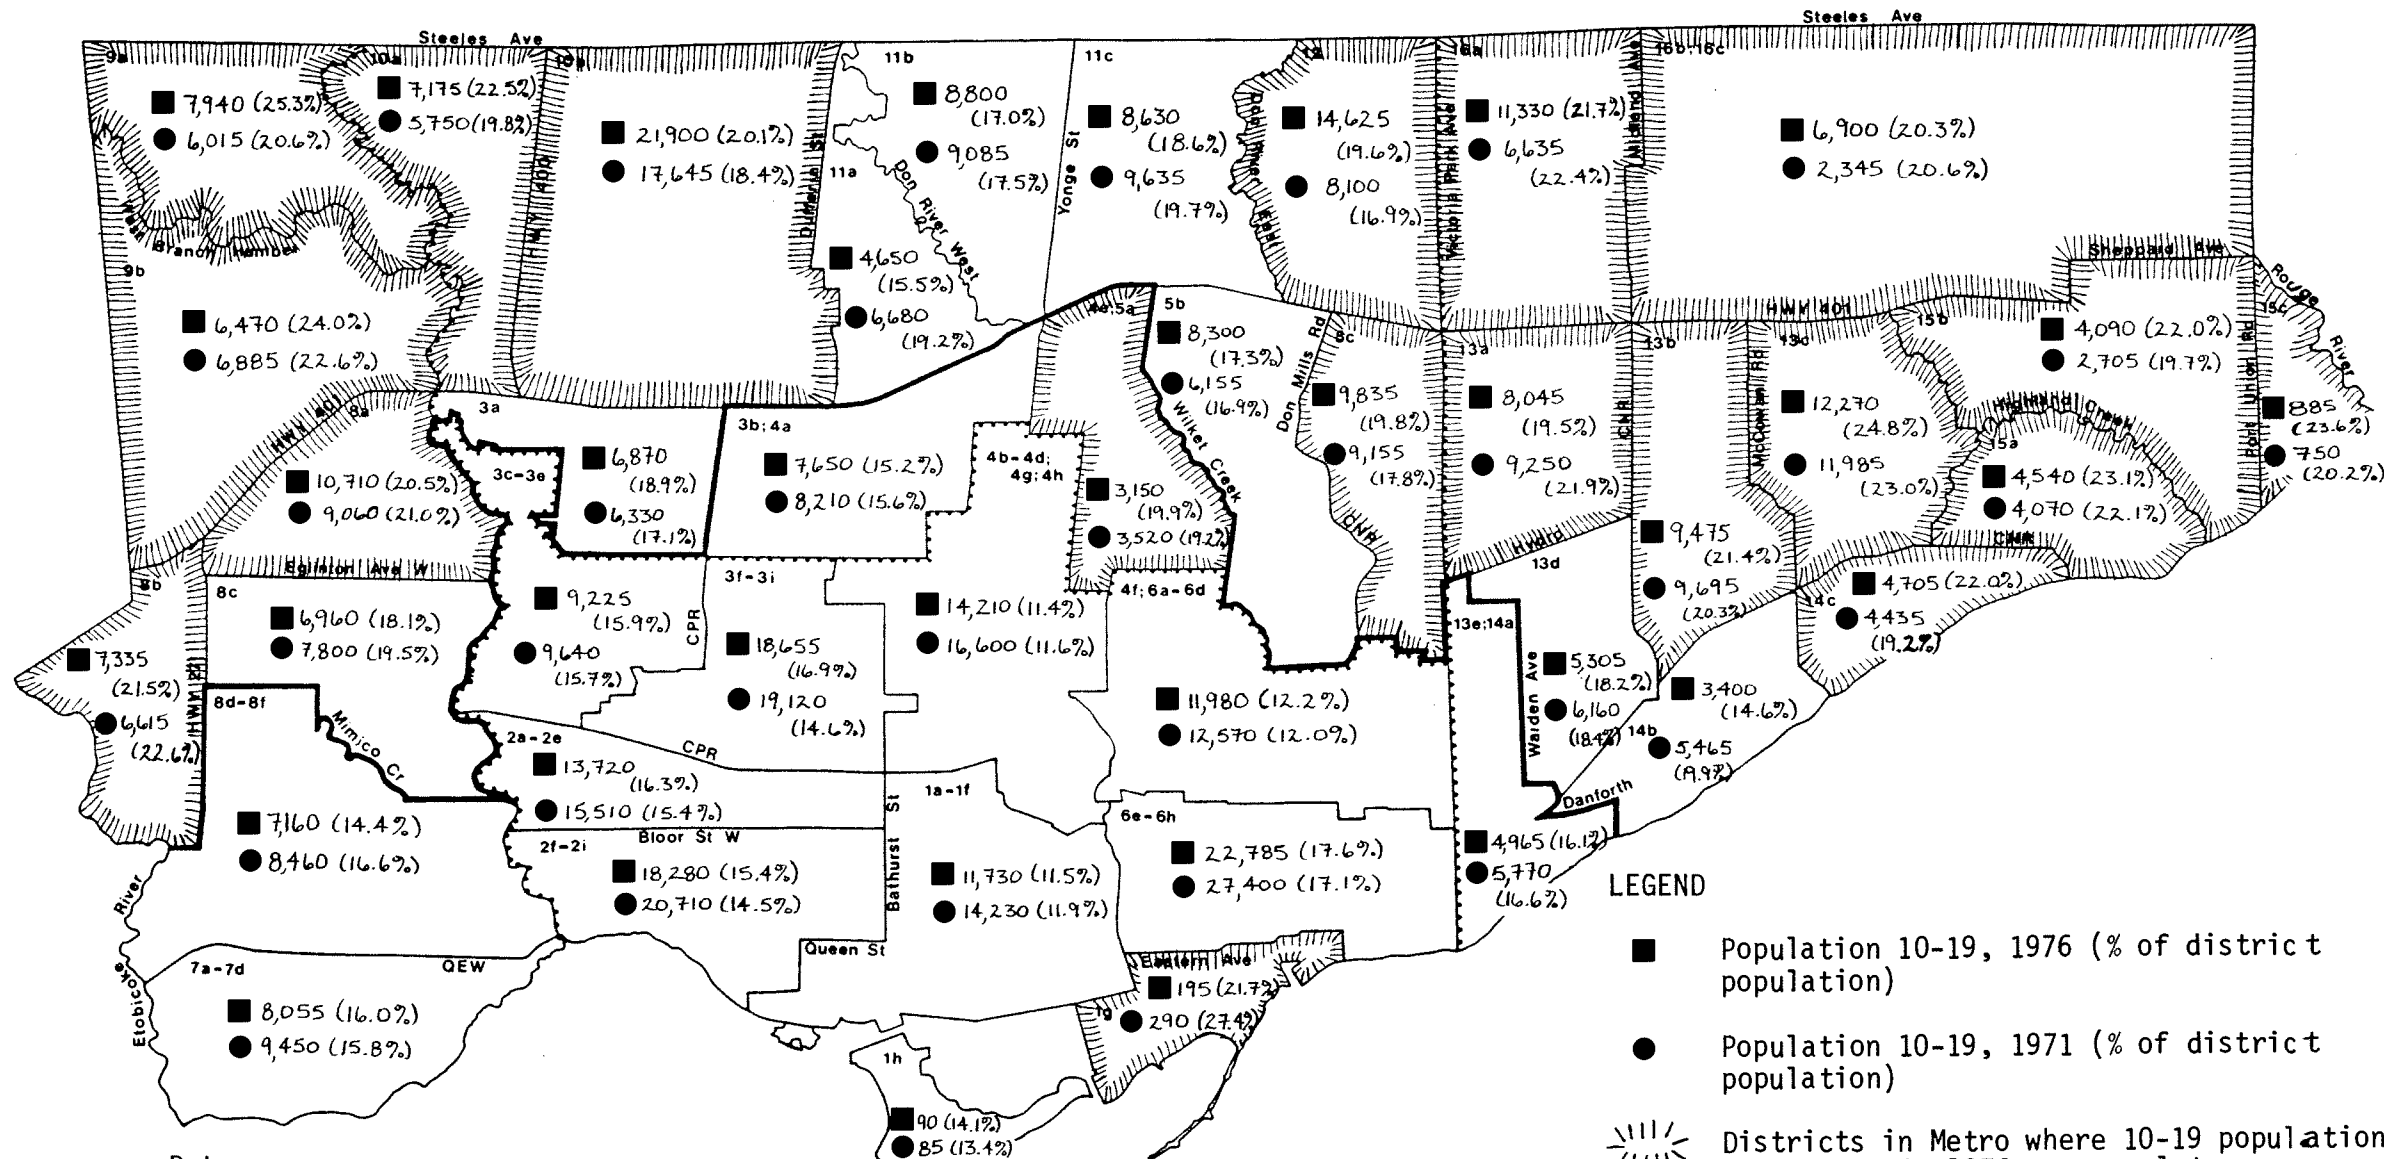 Steeles Ave
Steeles Ave
9a
10a
11b
11c
12
16a
16b;16c
7,940 (25.3%)
6,015 (20.6%)
7,175 (22.5%)
5,750 (19.8%)
HWY 400
21,900 (20.1%)
17,645 (18.4%)
Dufferin St
8,800
(17.0%)
9,085
(17.5%)
Don River West
11a
4,650
(15.5%)
6,680
(19.2%)
Yonge St
8,630
(18.6%)
9,635
(19.7%)
14,625
(19.6%)
8,100
(16.9%)
Victoria Park Ave
11,330 (21.7%)
6,635
(22.4%)
Midland Ave
6,900 (20.3%)
2,345 (20.6%)
Sheppard Ave
HWY 401
Rouge
River
West
Branch Humber
9b
6,470 (24.0%)
6,885 (22.6%)
HWY 401
8a
10,710 (20.5%)
9,060 (21.0%)
Eglinton Ave W
3a
3c-3e
6,870
(18.9%)
6,330
(17.1%)
3b;4a
7,650 (15.2%)
8,210 (15.6%)
4b-4d;
4g;4h
4e;5a
3,150
(19.9%)
3,520 (19.2%)
5b
8,300
(17.3%)
6,155
(16.9%)
Wilket Creek
Don Mills Rd
9,835
(19.8%)
9,155
(17.8%)
CNR
13a
8,045
(19.5%)
9,250
(21.9%)
CNR
Hydro
13b
9,475
(21.4%)
9,695
(20.3%)
McCowan Rd
13c
12,270
(24.8%)
11,985
(23.0%)
15b
4,090 (22.0%)
2,705 (19.7%)
Highland Creek
15a
4,540 (23.1%)
4,070 (22.1%)
CNR
Port Union Rd
15c
885
(23.6%)
750
(20.2%)
8b
7,335
(21.5%)
6,615
(22.6%)
HWY 27
8c
6,960 (18.1%)
7,800 (19.5%)
8d-8f
Mimico Cr
7,160 (14.4%)
8,460 (16.6%)
9,225
(15.9%)
9,640
(15.7%)
CPR
3f-3i
18,655
(16.9%)
19,120
(14.6%)
14,210 (11.4%)
16,600 (11.6%)
4f;6a-6d
11,980 (12.2%)
12,570 (12.0%)
13d
13e;14a
Warden Ave
5,305
(18.2%)
6,160
(18.4%)
14b
3,400
(14.6%)
5,465
(19.9%)
14c
4,705 (22.0%)
4,435
(19.2%)
2a-2e
CPR
13,720
(16.3%)
15,510 (15.4%)
Bloor St W
2f-2i
18,280 (15.4%)
20,710 (14.5%)
Bathurst St
1a-1f
11,730 (11.5%)
14,230 (11.9%)
Queen St
6e-6h
22,785 (17.6%)
27,400 (17.1%)
Danforth
4,965 (16.1%)
5,770
(16.6%)
Etobicoke River
QEW
7a-7d
8,055 (16.0%)
9,450 (15.8%)
Eastern Ave
195 (21.7%)
1g
290 (27.4%)
1h
90 (14.1%)
85 (13.4%)
LEGEND
Population 10-19, 1976 (% of district
population)
Population 10-19, 1971 (% of district
population)
Districts in Metro where 10-19 population